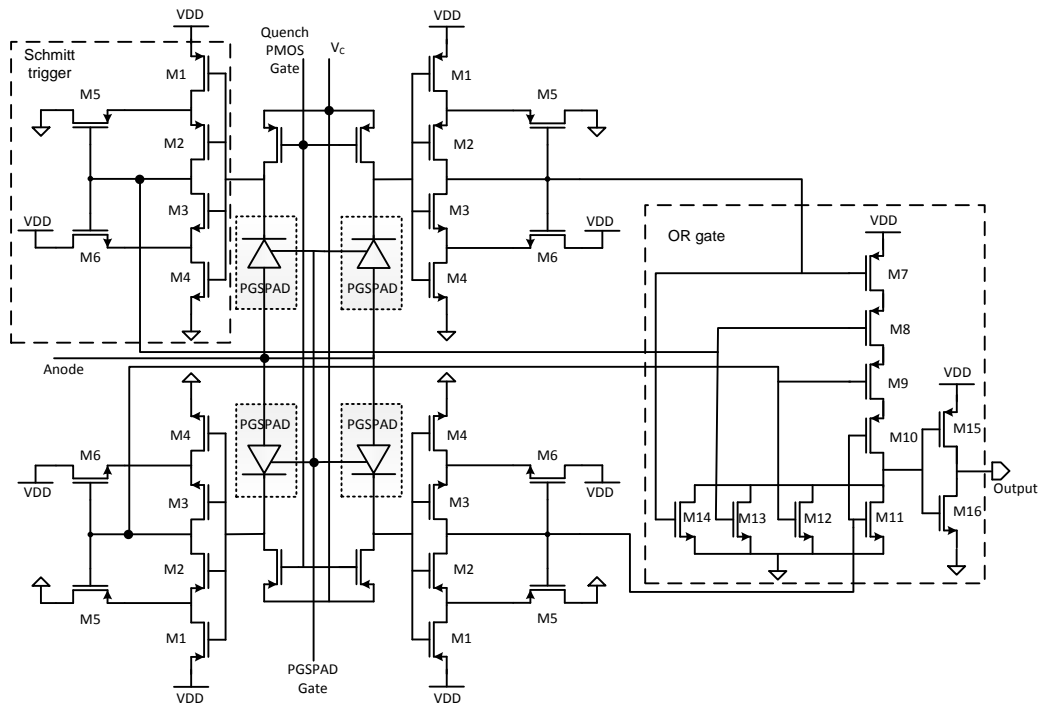 VDD
Quench
PMOS
Gate
VC
VDD
Schmitt
trigger
M1
M5
M2
M3
VDD
M6
M4
M1
M5
M2
M3
VDD
M6
M4
PGSPAD
PGSPAD
Anode
OR gate
VDD
M7
M8
M9
VDD
M10
M15
M14
M13
M12
M11
M16
Output
PGSPAD
PGSPAD
M4
M6
VDD
M3
M2
M5
M1
VDD
M4
M6
VDD
M3
M2
M5
M1
VDD
PGSPAD
Gate